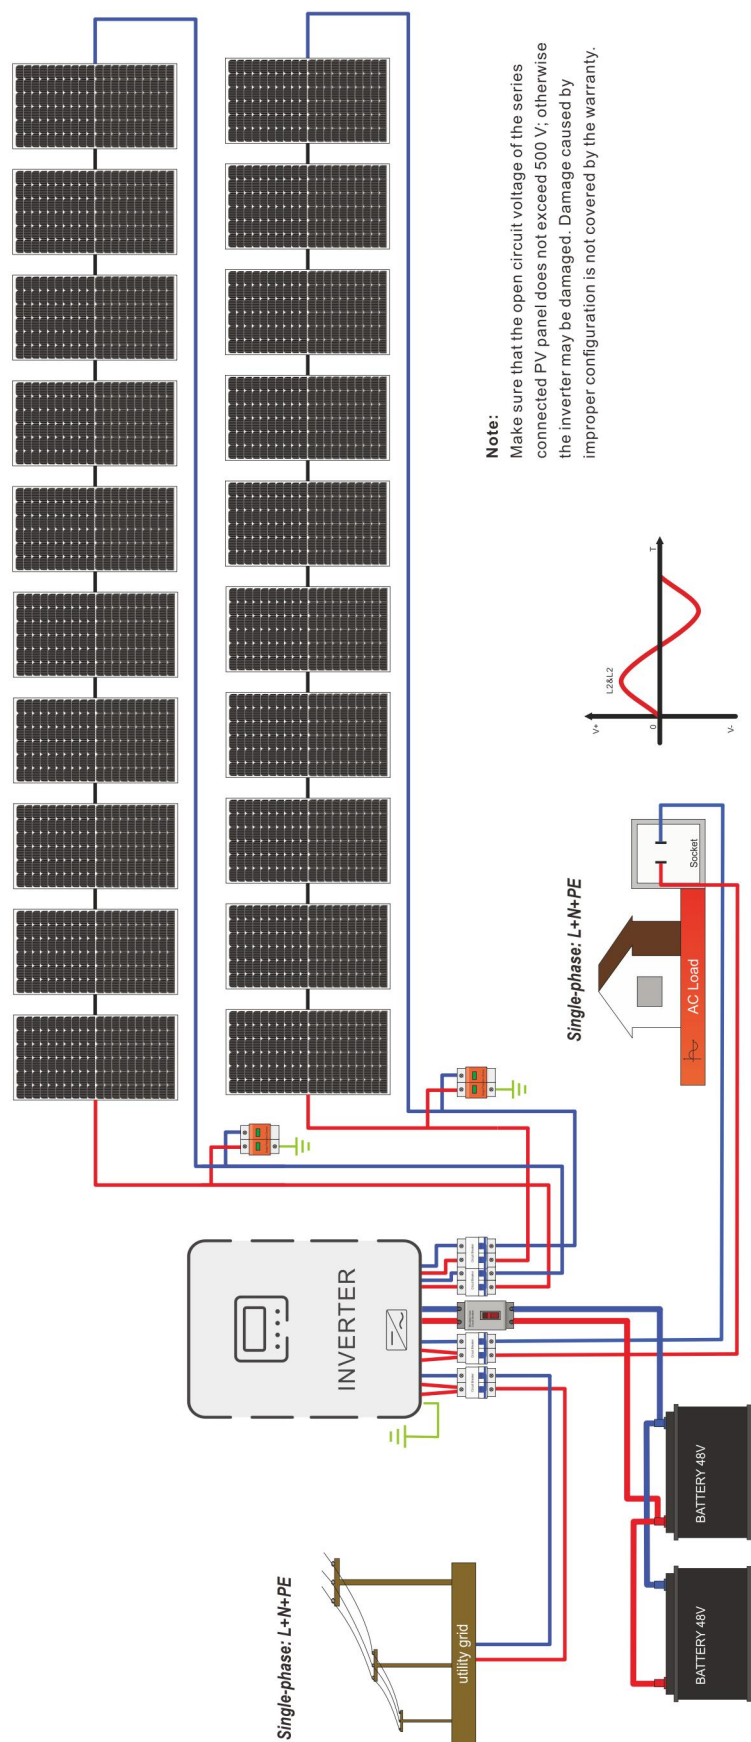 Note:
Make sure that the open circuit voltage of the series
connected PV panel does not exceed 500 V; otherwise
the inverter may be damaged. Damage caused by
improper configuration is not covered by the warranty.
V+
0
V-
L2&L2
T
Single-phase: L+N+PE
AC Load
Socket
INVERTER
Single-phase: L+N+PE
utility grid
BATTERY 48V
BATTERY 48V